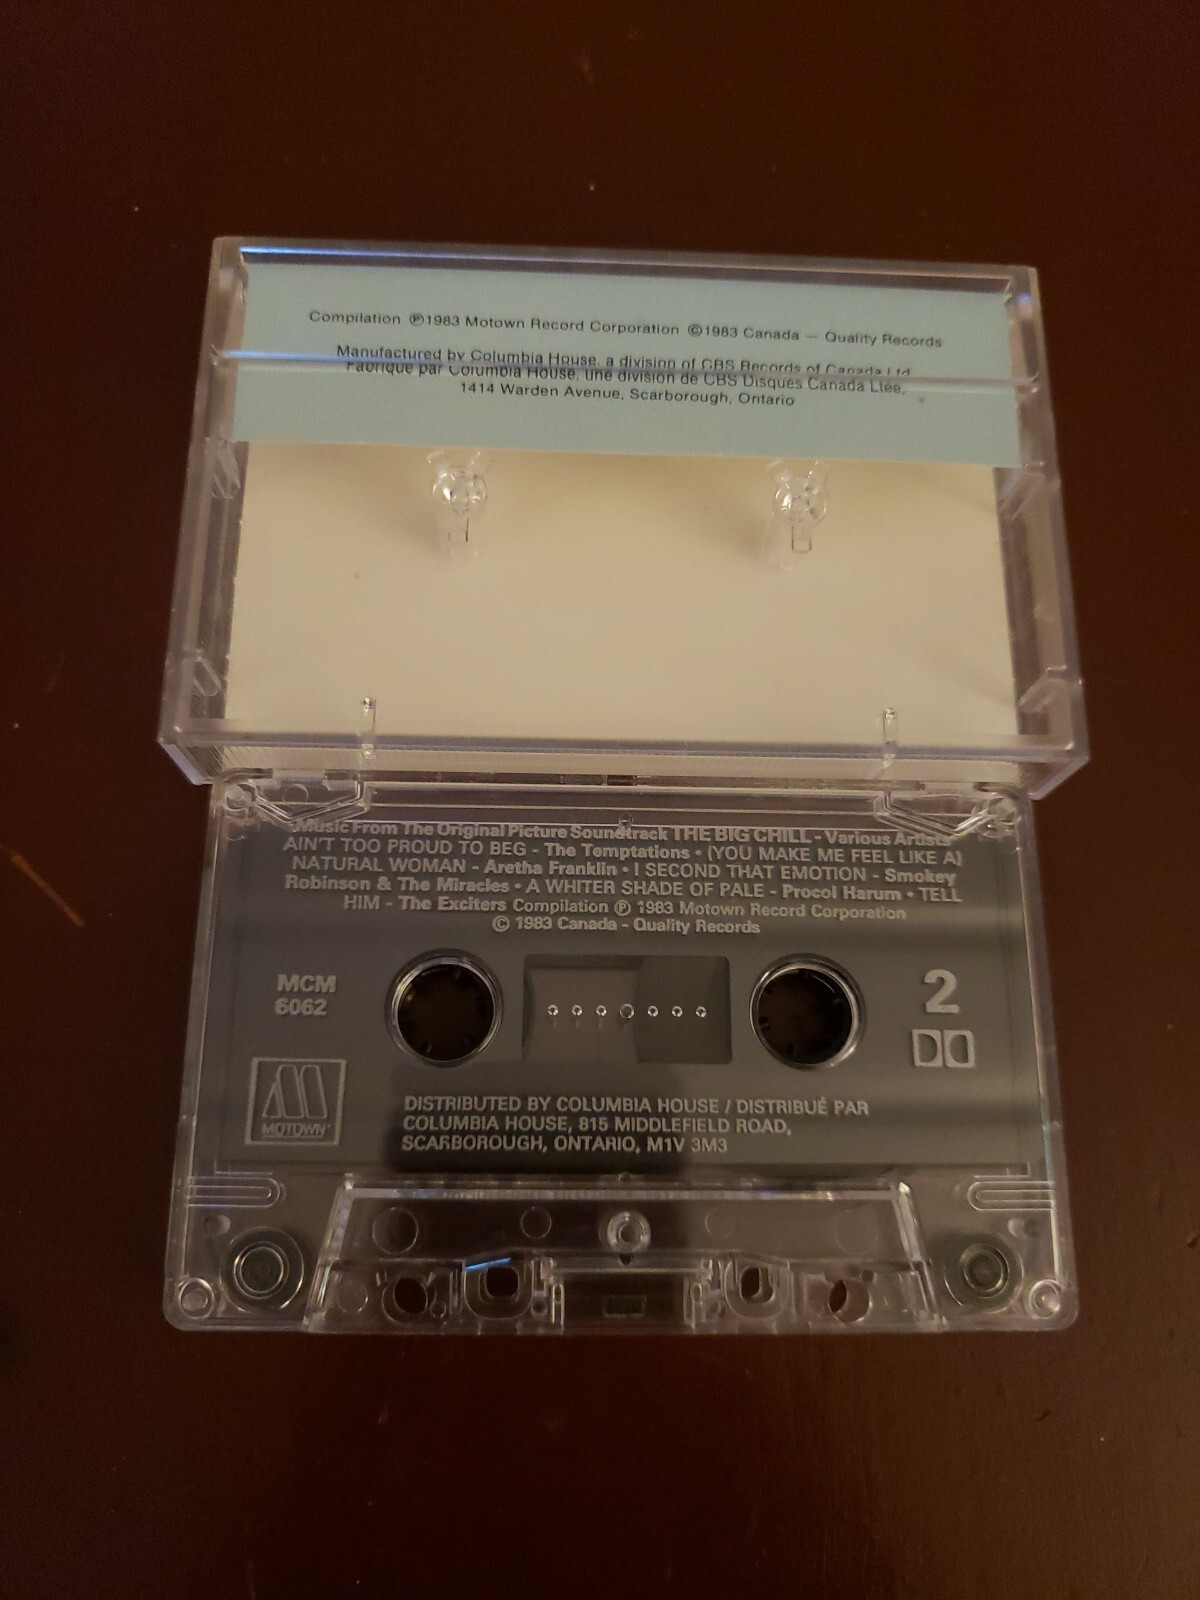 Compilation ℗1983 Motown Record Corporation ©1983 Canada — Quality Records
Manufactured by Columbia House, a division of CBS Records of Canada Ltd.
Fabriqué par Columbia House, une division de CBS Disques Canada Ltée,
1414 Warden Avenue, Scarborough, Ontario
Music From The Original Picture Soundtrack THE BIG CHILL - Various Artists
AIN'T TOO PROUD TO BEG - The Temptations • (YOU MAKE ME FEEL LIKE A)
NATURAL WOMAN - Aretha Franklin • I SECOND THAT EMOTION - Smokey
Robinson & The Miracles • A WHITER SHADE OF PALE - Procol Harum • TELL
HIM - The Exciters Compilation ℗ 1983 Motown Record Corporation
© 1983 Canada - Quality Records
MCM
6062
2
MOTOWN
DISTRIBUTED BY COLUMBIA HOUSE / DISTRIBUÉ PAR
COLUMBIA HOUSE, 815 MIDDLEFIELD ROAD,
SCARBOROUGH, ONTARIO, M1V 3M3